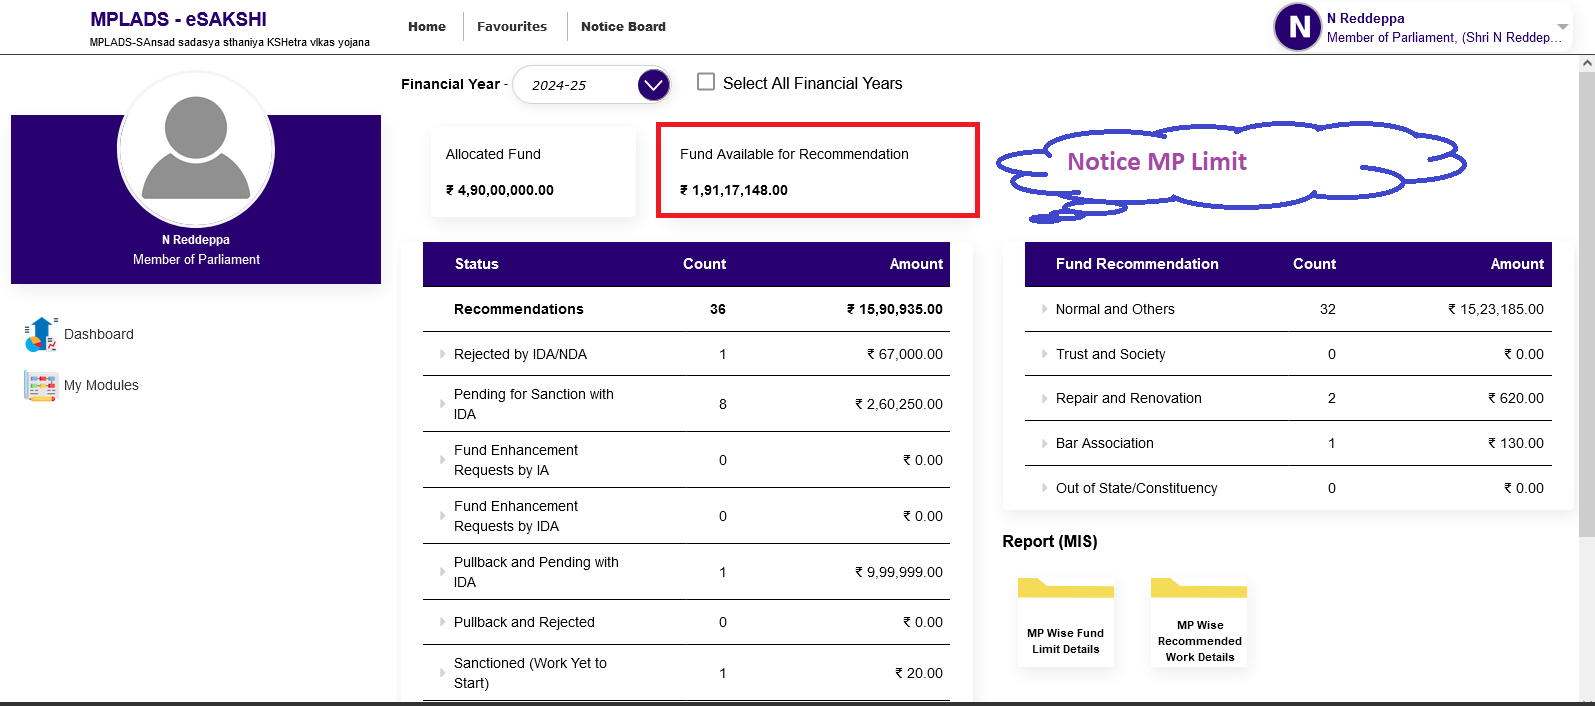 MPLADS - eSAKSHI
MPLADS-SAnsad sadasya sthaniya KSHetra vIkas yojana
Home
Favourites
Notice Board
N
N Reddeppa
Member of Parliament, (Shri N Reddep...
N Reddeppa
Member of Parliament
Dashboard
My Modules
Financial Year - 2024-25
Select All Financial Years
Allocated Fund
₹ 4,90,00,000.00
Fund Available for Recommendation
₹ 1,91,17,148.00
Notice MP Limit
Status Count Amount
Recommendations 36 ₹ 15,90,935.00
Rejected by IDA/NDA 1 ₹ 67,000.00
Pending for Sanction with
IDA 8 ₹ 2,60,250.00
Fund Enhancement
Requests by IA 0 ₹ 0.00
Fund Enhancement
Requests by IDA 0 ₹ 0.00
Pullback and Pending with
IDA 1 ₹ 9,99,999.00
Pullback and Rejected 0 ₹ 0.00
Sanctioned (Work Yet to
Start) 1 ₹ 20.00
Fund Recommendation Count Amount
Normal and Others 32 ₹ 15,23,185.00
Trust and Society 0 ₹ 0.00
Repair and Renovation 2 ₹ 620.00
Bar Association 1 ₹ 130.00
Out of State/Constituency 0 ₹ 0.00
Report (MIS)
MP Wise Fund
Limit Details
MP Wise
Recommended
Work Details